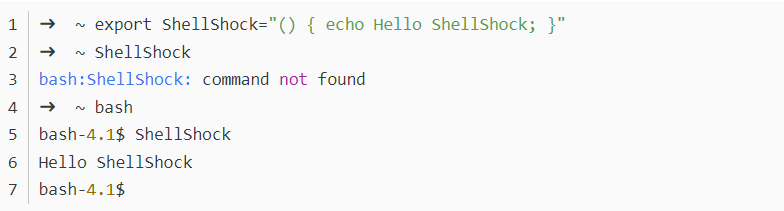 1 ➜  ~ export ShellShock="() { echo Hello ShellShock; }"
2 ➜  ~ ShellShock
3 bash:ShellShock: command not found
4 ➜  ~ bash
5 bash-4.1$ ShellShock
6 Hello ShellShock
7 bash-4.1$